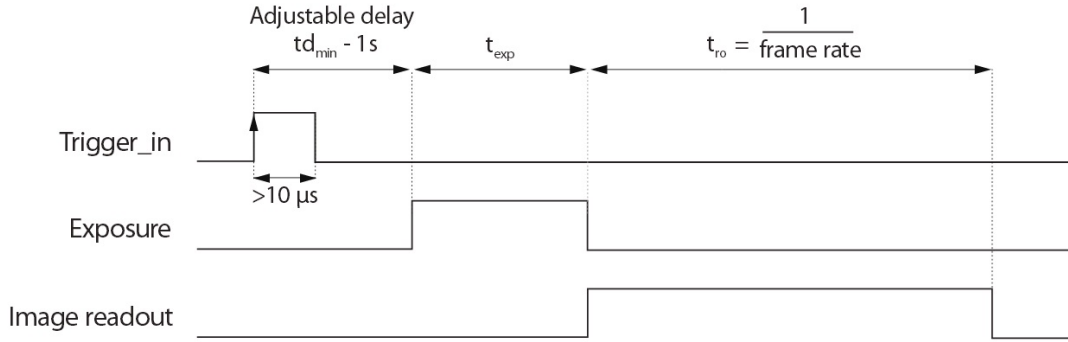 Adjustable delay
td_min - 1s
t_exp
t_ro = 1 / frame rate
Trigger_in
>10 µs
Exposure
Image readout